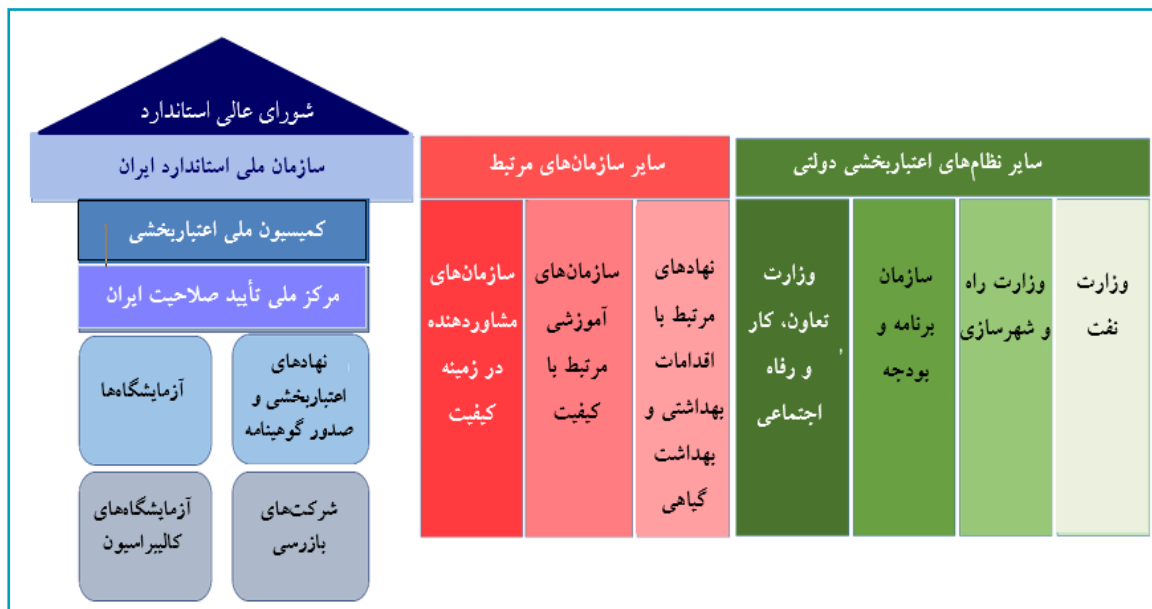 شورای عالی استاندارد
سازمان ملی استاندارد ایران
کمیسیون ملی اعتباربخشی
مرکز ملی تأیید صلاحیت ایران
نهادهای
اعتباربخشی و
صدور گوهینامه
آزمایشگاه‌ها
شرکت‌های
بازرسی
آزمایشگاه‌های
کالیبراسیون
سایر سازمان‌های مرتبط
نهادهای
مرتبط با
اقدامات
بهداشتی و
بهداشت
گیاهی
سازمان‌های
آموزشی
مرتبط با
کیفیت
سازمان‌های
مشاوردهنده
در زمینه
کیفیت
سایر نظام‌های اعتباربخشی دولتی
وزارت
نفت
وزارت راه
و شهرسازی
سازمان
برنامه و
بودجه
وزارت
تعاون، کار
و رفاه
اجتماعی